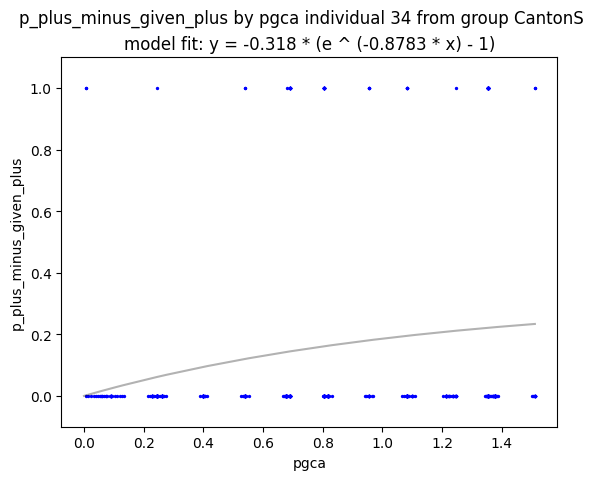 p_plus_minus_given_plus by pgca individual 34 from group CantonS
model fit: y = -0.318 * (e ^ (-0.8783 * x) - 1)
1.0
0.8
0.6
0.4
0.2
0.0
p_plus_minus_given_plus
0.0 0.2 0.4 0.6 0.8 1.0 1.2 1.4
pgca